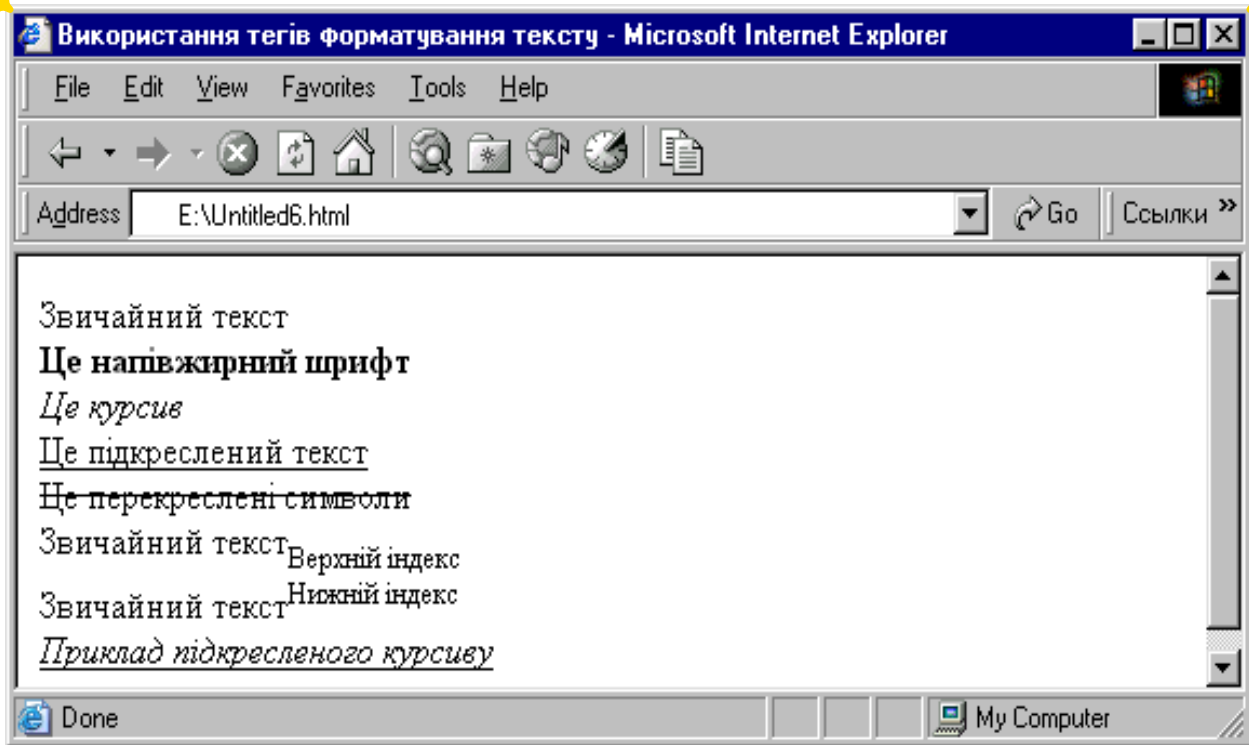 Використання тегів форматування тексту - Microsoft Internet Explorer
File Edit View Favorites Tools Help
Address E:\Untitled6.html Go Ссылки »
Звичайний текст
Це напівжирний шрифт
Це курсив
Це підкреслений текст
Це перекреслені символи
Звичайний текстВерхній індекс
Звичайний текстНижній індекс
Приклад підкресленого курсиву
Done My Computer